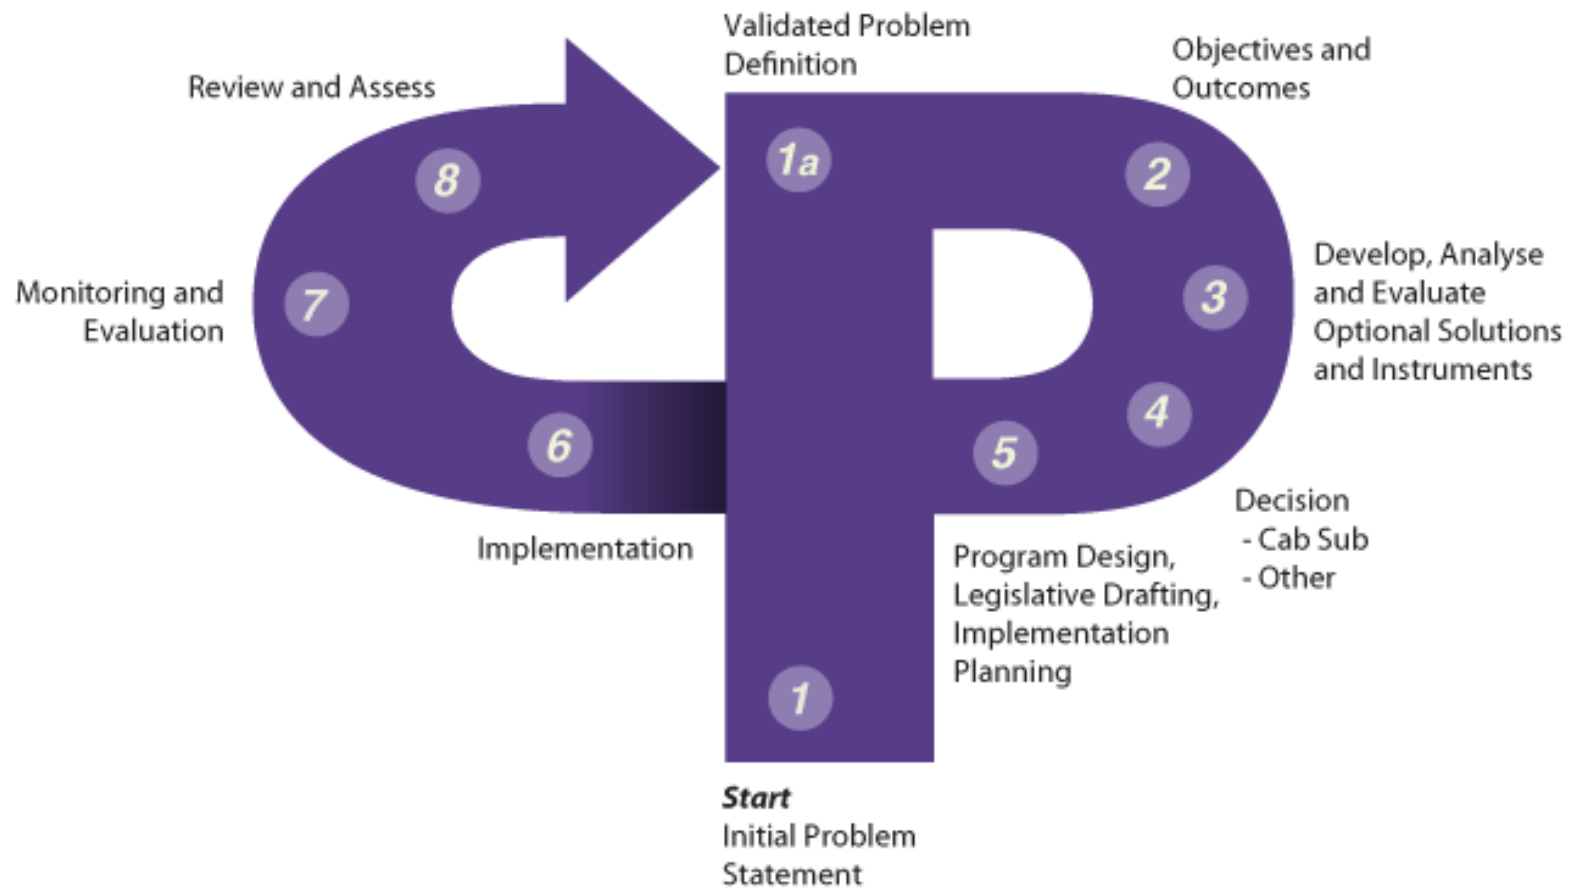 Validated Problem
Definition
Objectives and
Outcomes
Review and Assess
1a
2
8
Develop, Analyse
and Evaluate
Optional Solutions
and Instruments
3
Monitoring and
Evaluation
7
4
5
6
Decision
- Cab Sub
- Other
Implementation
Program Design,
Legislative Drafting,
Implementation
Planning
1
Start
Initial Problem
Statement